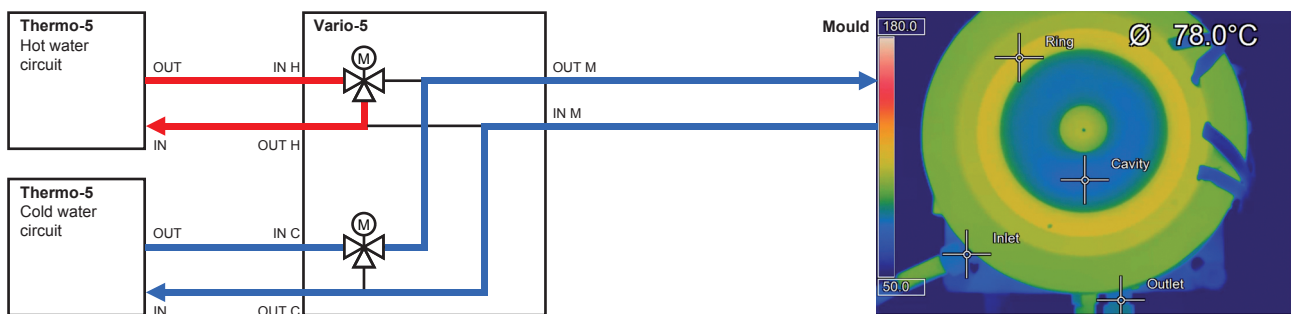 Thermo-5
Hot water
circuit
OUT
IN
Vario-5
IN H
M
OUT H
OUT M
IN M
Mould
Thermo-5
Cold water
circuit
OUT
IN
IN C
M
OUT C
180.0
Ø 78.0°C
Ring
Cavity
Inlet
Outlet
50.0